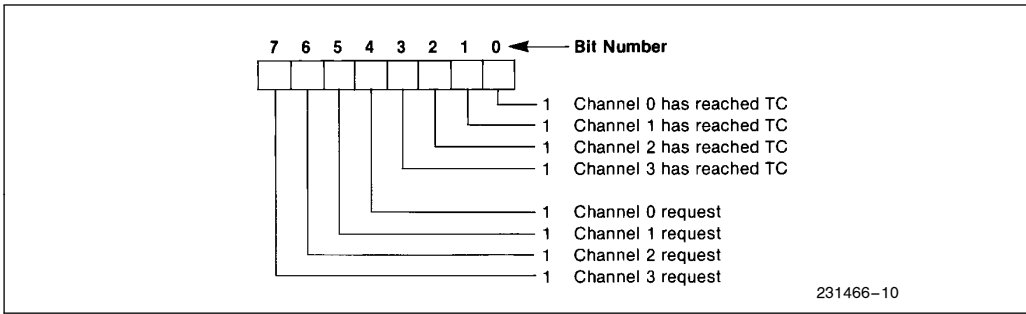 7 6 5 4 3 2 1 0 Bit Number
1 Channel 0 has reached TC
1 Channel 1 has reached TC
1 Channel 2 has reached TC
1 Channel 3 has reached TC
1 Channel 0 request
1 Channel 1 request
1 Channel 2 request
1 Channel 3 request
231466-10